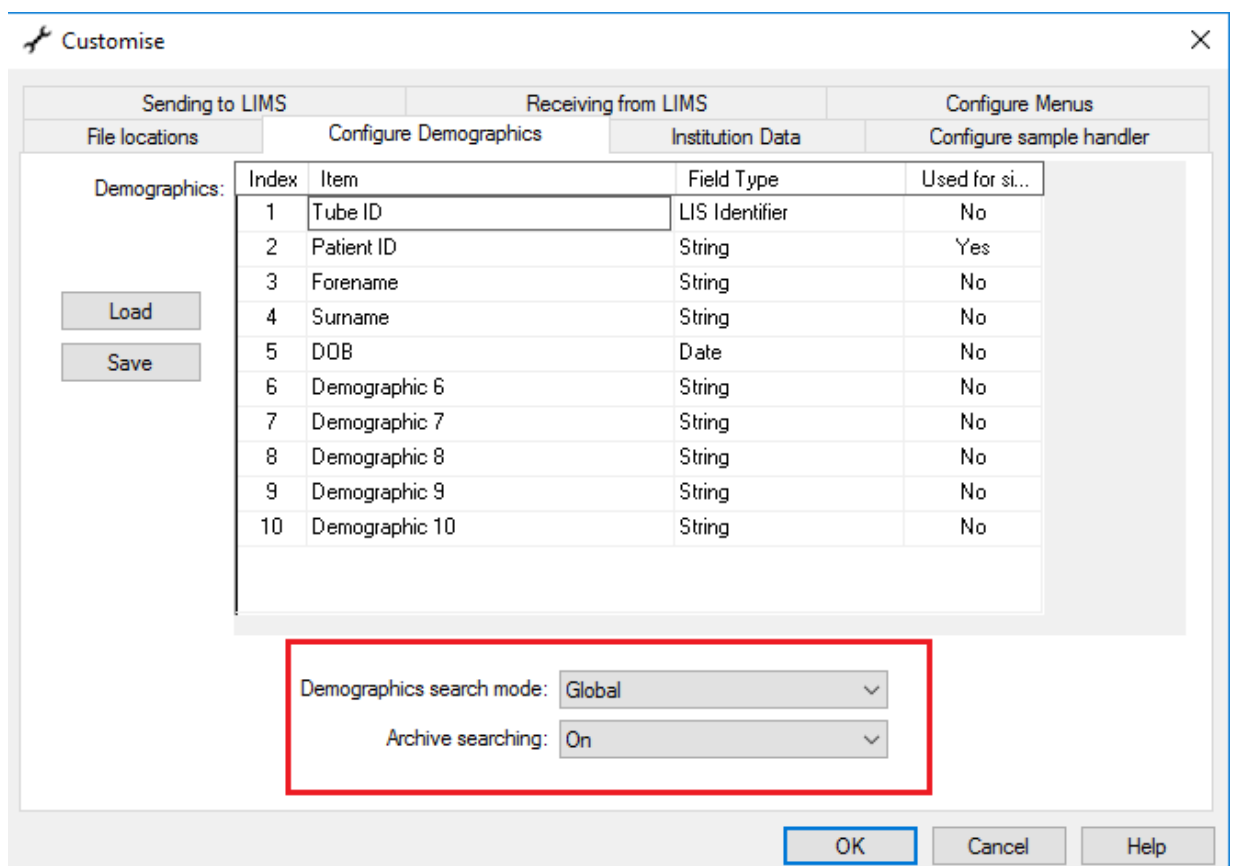 Customise
Sending to LIMS Receiving from LIMS Configure Menus
File locations Configure Demographics Institution Data Configure sample handler
Demographics:
Index Item Field Type Used for si...
1 Tube ID LIS Identifier No
2 Patient ID String Yes
3 Forename String No
4 Surname String No
5 DOB Date No
6 Demographic 6 String No
7 Demographic 7 String No
8 Demographic 8 String No
9 Demographic 9 String No
10 Demographic 10 String No
Load
Save
Demographics search mode: Global
Archive searching: On
OK Cancel Help